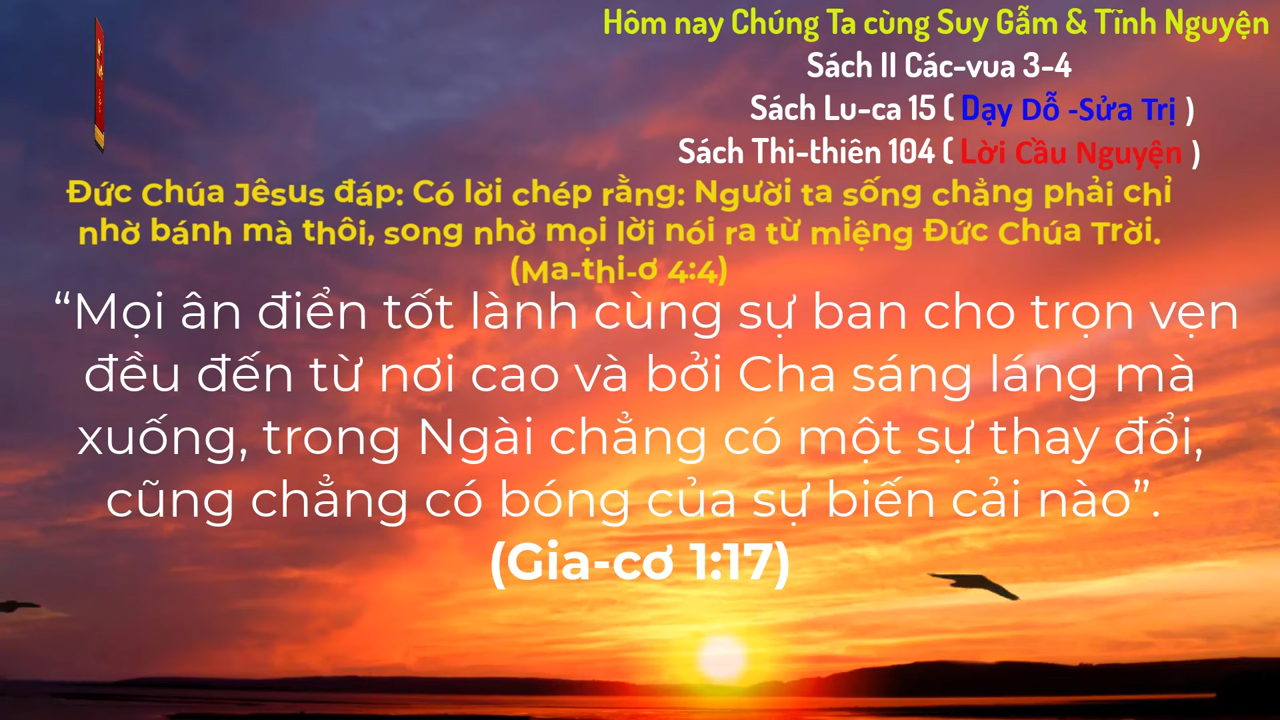 Hôm nay Chúng Ta cùng Suy Gẫm & Tĩnh Nguyện
Sách II Các-vua 3-4
Sách Lu-ca 15 ( Dạy Dỗ -Sửa Trị )
Sách Thi-thiên 104 ( Lời Cầu Nguyện )
Đức Chúa Jêsus đáp: Có lời chép rằng: Người ta sống chẳng phải chỉ
nhờ bánh mà thôi, song nhờ mọi lời nói ra từ miệng Đức Chúa Trời.
(Ma-thi-ơ 4:4)
“Mọi ân điển tốt lành cùng sự ban cho trọn vẹn
đều đến từ nơi cao và bởi Cha sáng láng mà
xuống, trong Ngài chẳng có một sự thay đổi,
cũng chẳng có bóng của sự biến cải nào”.
(Gia-cơ 1:17)